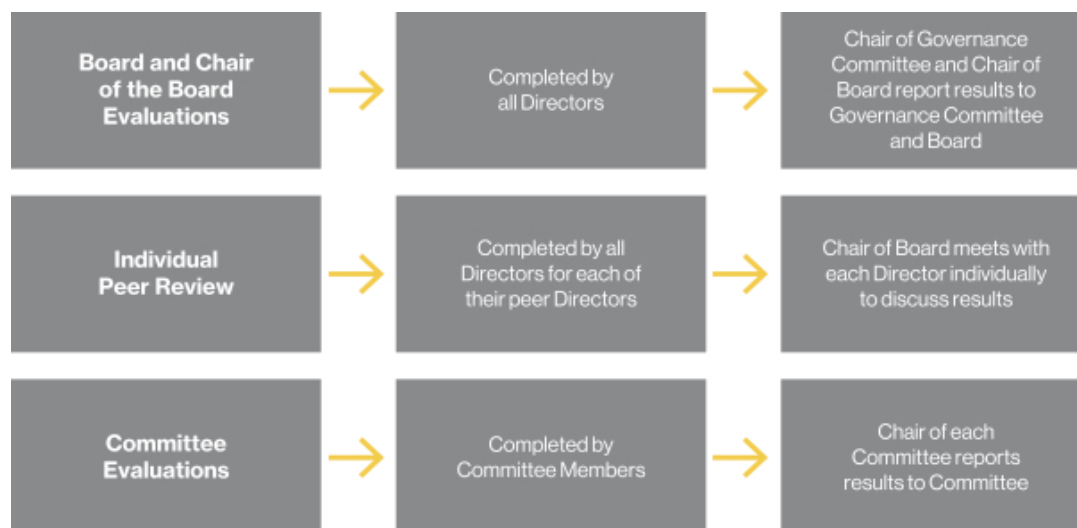 Board and Chair
of the Board
Evaluations
Completed by
all Directors
Chair of Governance
Committee and Chair of
Board report results to
Governance Committee
and Board
Individual
Peer Review
Completed by all
Directors for each of
their peer Directors
Chair of Board meets with
each Director individually
to discuss results
Committee
Evaluations
Completed by
Committee Members
Chair of each
Committee reports
results to Committee